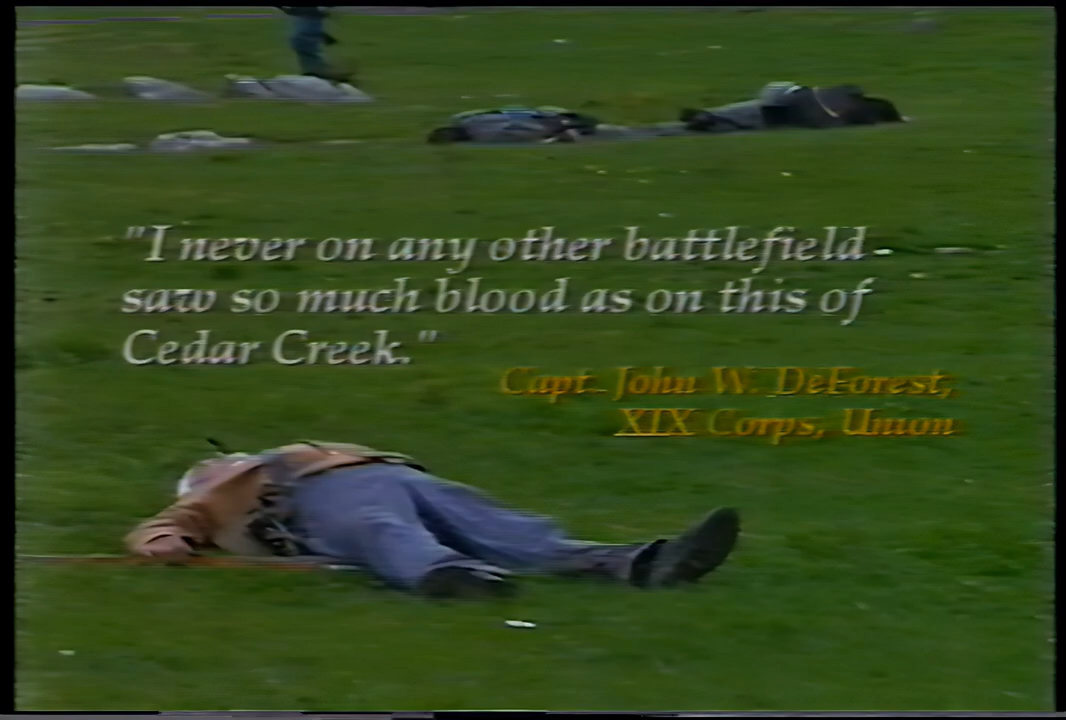 "I never on any other battlefield
saw so much blood as on this of
Cedar Creek."
Capt. John W. DeForest,
XIX Corps, Union